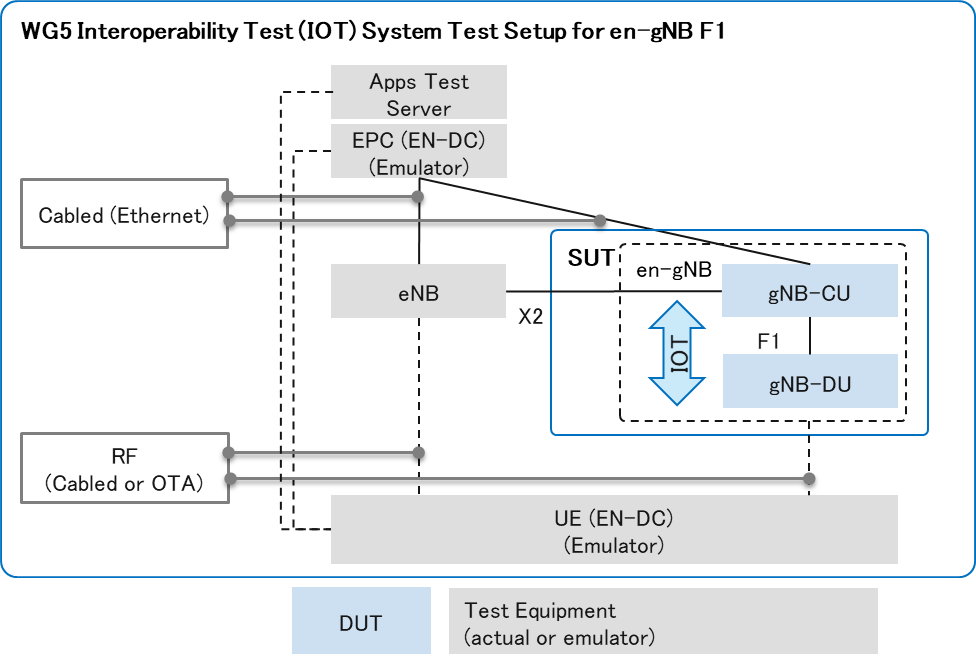 WG5 Interoperability Test (IOT) System Test Setup for en-gNB F1
Apps Test
Server
EPC (EN-DC)
(Emulator)
Cabled (Ethernet)
SUT
en-gNB
eNB
gNB-CU
X2
IOT
F1
gNB-DU
RF
(Cabled or OTA)
UE (EN-DC)
(Emulator)
DUT
Test Equipment
(actual or emulator)